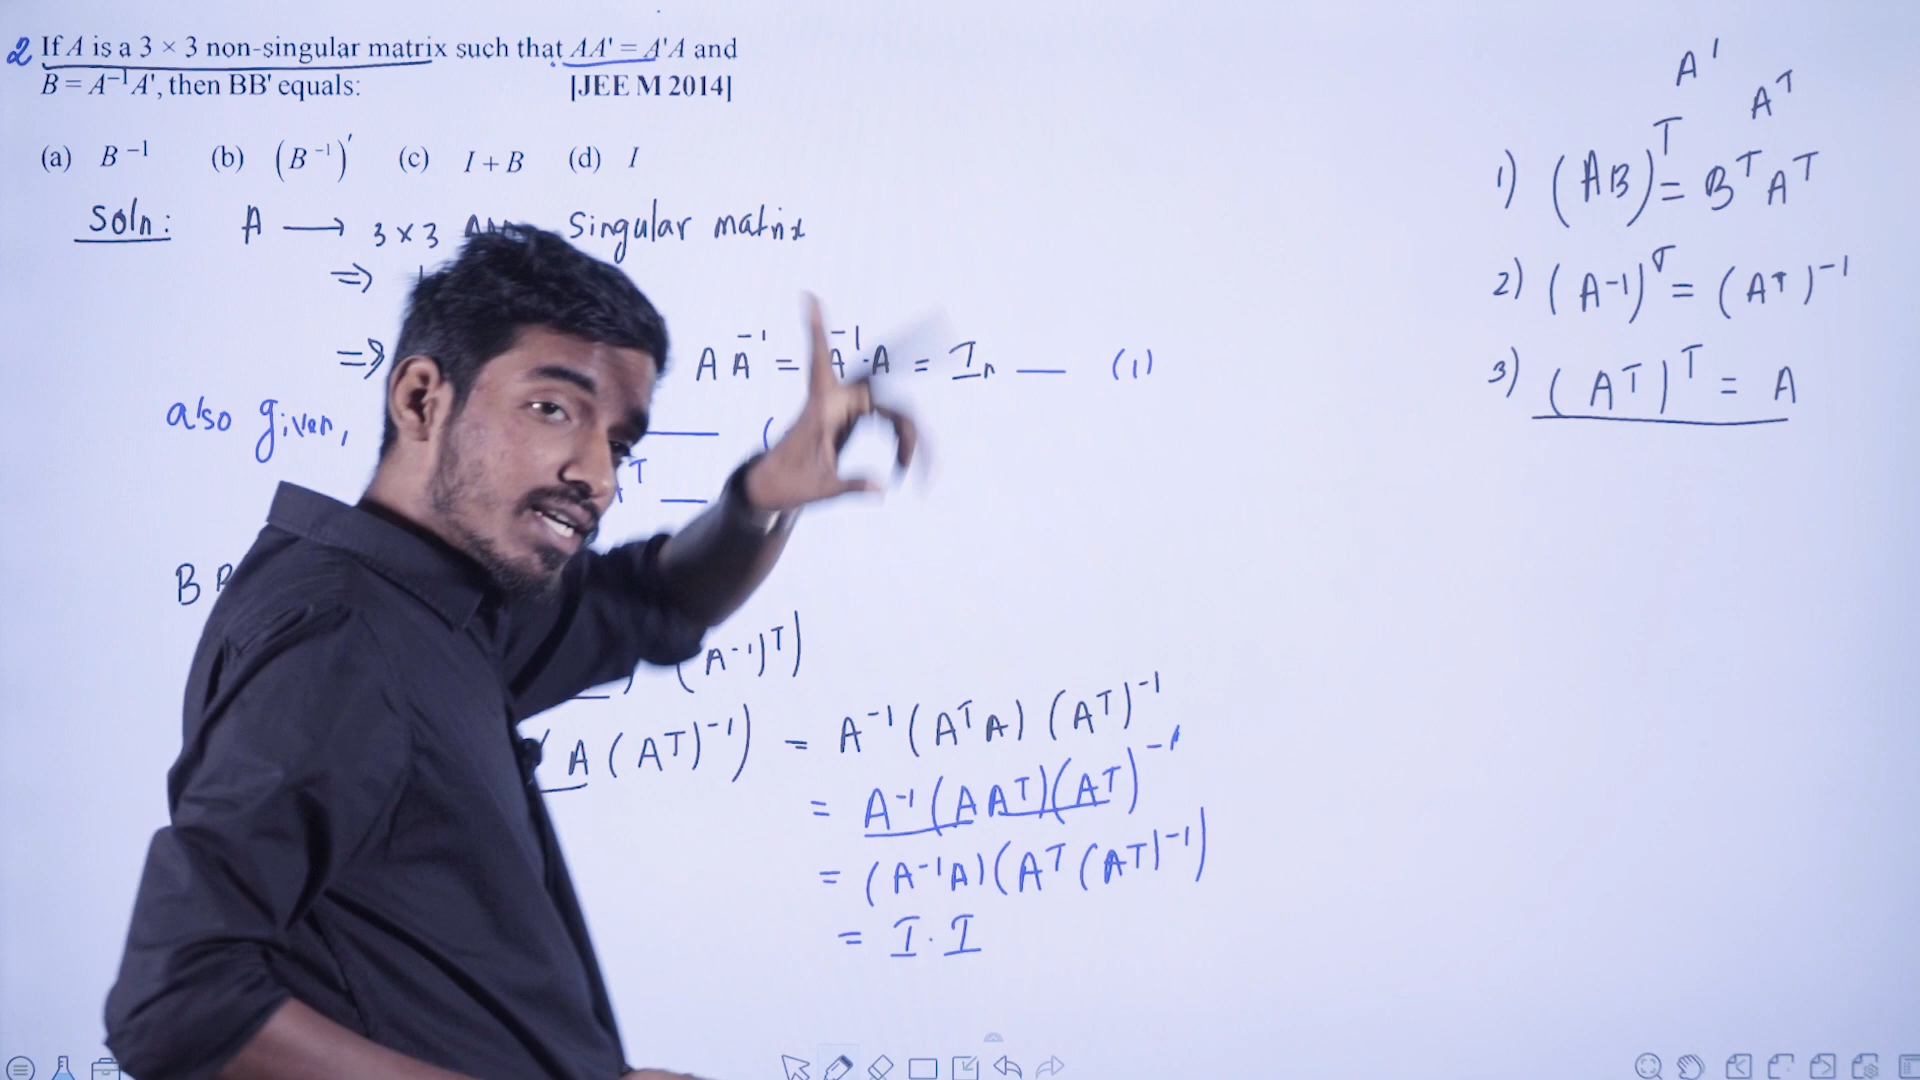 2 If A is a 3 × 3 non-singular matrix such that AA' = A'A and
B = A⁻¹A', then BB' equals: [JEE M 2014]
(a) B⁻¹ (b) (B⁻¹)' (c) I + B (d) I
Soln: A → 3×3 Singular matrix
⇒
⇒ A A⁻¹ = A⁻¹·A = Iₙ — (1)
also given, — (
ᵀ —
B B
(A⁻¹)ᵀ)
(A (Aᵀ)⁻¹) = A⁻¹ (AᵀA) (Aᵀ)⁻¹
= A⁻¹ (AAᵀ)(Aᵀ)⁻¹
= (A⁻¹A)(Aᵀ(Aᵀ)⁻¹)
= I . I
A'
Aᵀ
1) (AB)ᵀ = BᵀAᵀ
2) (A-1)ᵀ = (Aᵀ)⁻¹
3) (Aᵀ)ᵀ = A